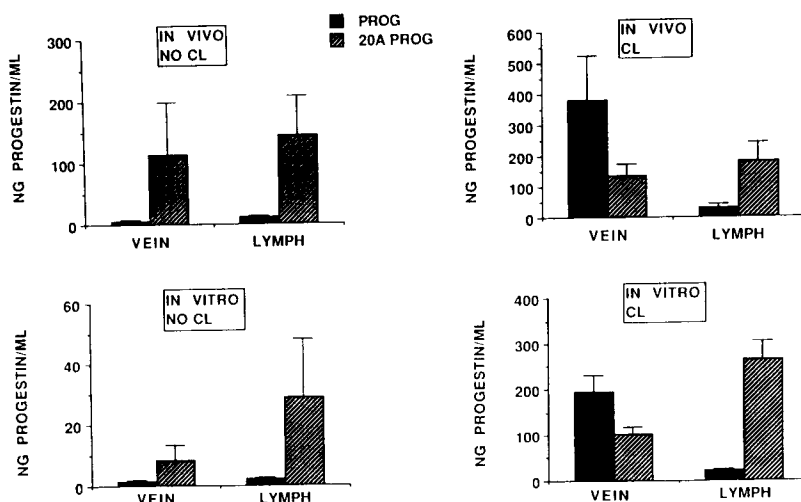 PROG
20A PROG
IN VIVO
NO CL
NG PROGESTIN/ML
300
200
100
0
VEIN LYMPH
IN VIVO
CL
NG PROGESTIN/ML
600
500
400
300
200
100
0
VEIN LYMPH
IN VITRO
NO CL
NG PROGESTIN/ML
60
40
20
0
VEIN LYMPH
IN VITRO
CL
NG PROGESTIN/ML
400
300
200
100
0
VEIN LYMPH